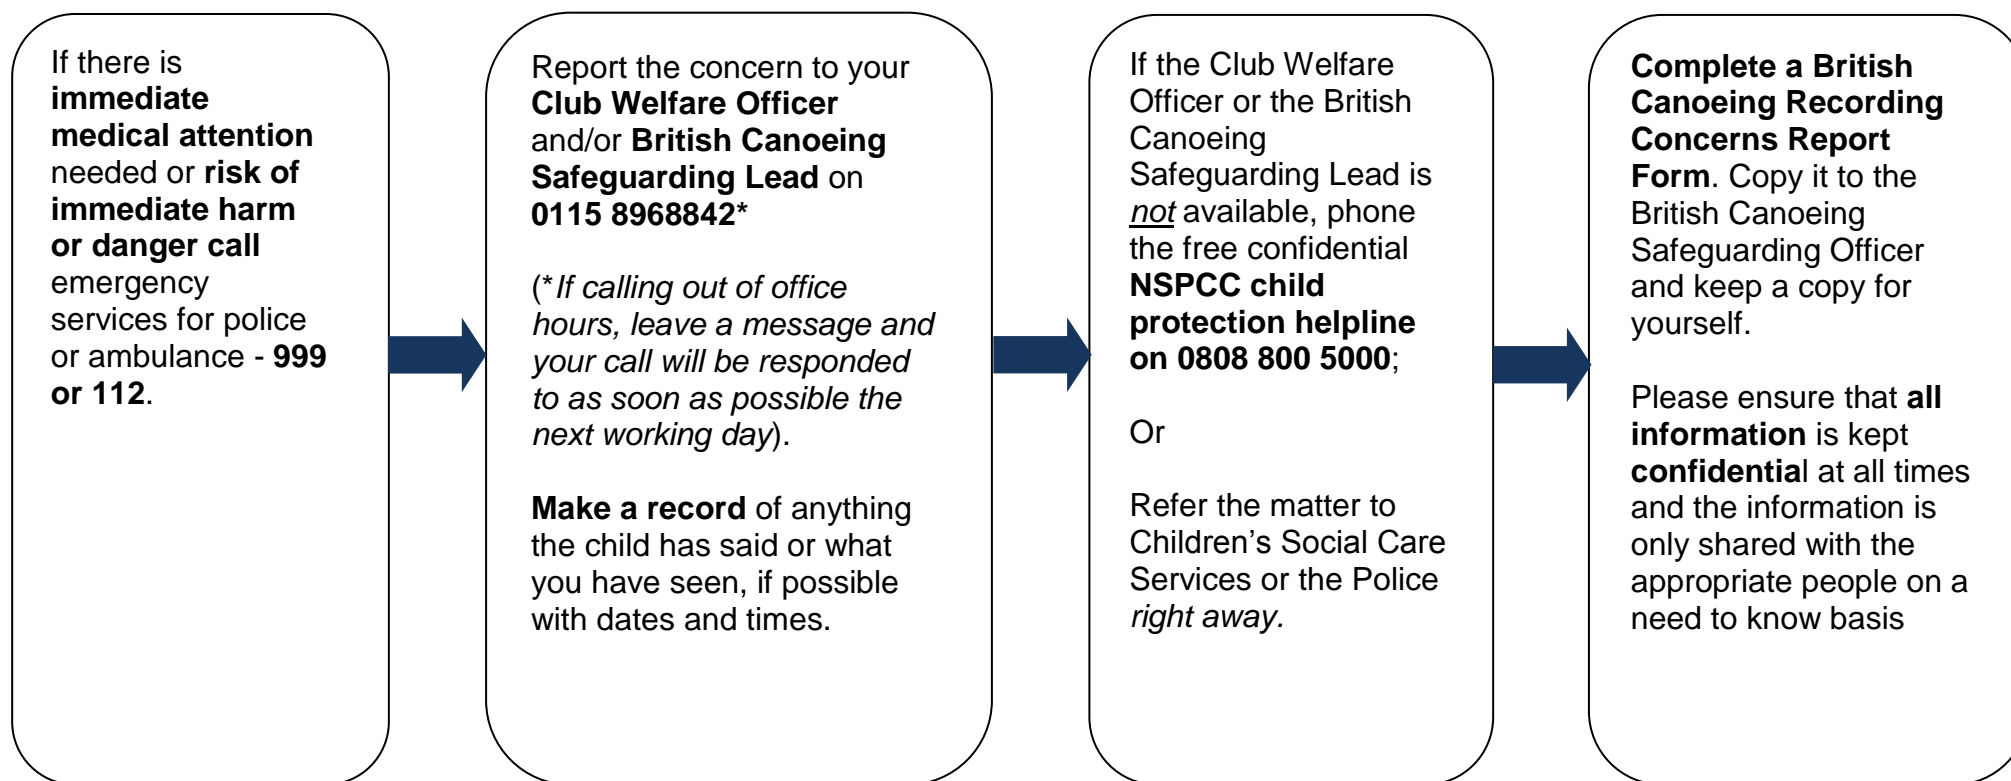 If there is
immediate
medical attention
needed or risk of
immediate harm
or danger call
emergency
services for police
or ambulance - 999
or 112.
Report the concern to your
Club Welfare Officer
and/or British Canoeing
Safeguarding Lead on
0115 8968842*
(*If calling out of office
hours, leave a message and
your call will be responded
to as soon as possible the
next working day).
Make a record of anything
the child has said or what
you have seen, if possible
with dates and times.
If the Club Welfare
Officer or the British
Canoeing
Safeguarding Lead is
not available, phone
the free confidential
NSPCC child
protection helpline
on 0808 800 5000;
Or
Refer the matter to
Children’s Social Care
Services or the Police
right away.
Complete a British
Canoeing Recording
Concerns Report
Form. Copy it to the
British Canoeing
Safeguarding Officer
and keep a copy for
yourself.
Please ensure that all
information is kept
confidential at all times
and the information is
only shared with the
appropriate people on a
need to know basis